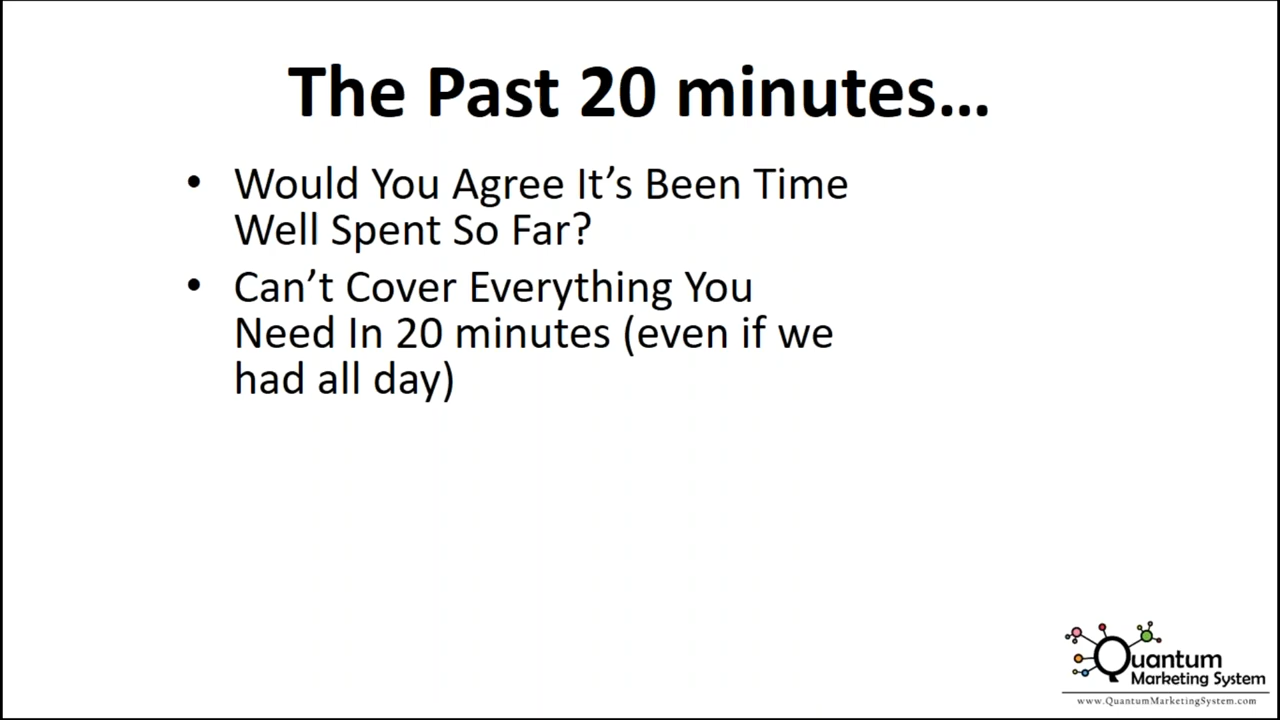 The Past 20 minutes...
• Would You Agree It's Been Time
Well Spent So Far?
• Can't Cover Everything You
Need In 20 minutes (even if we
had all day)
Quantum
Marketing System
www.QuantumMarketingSystem.com